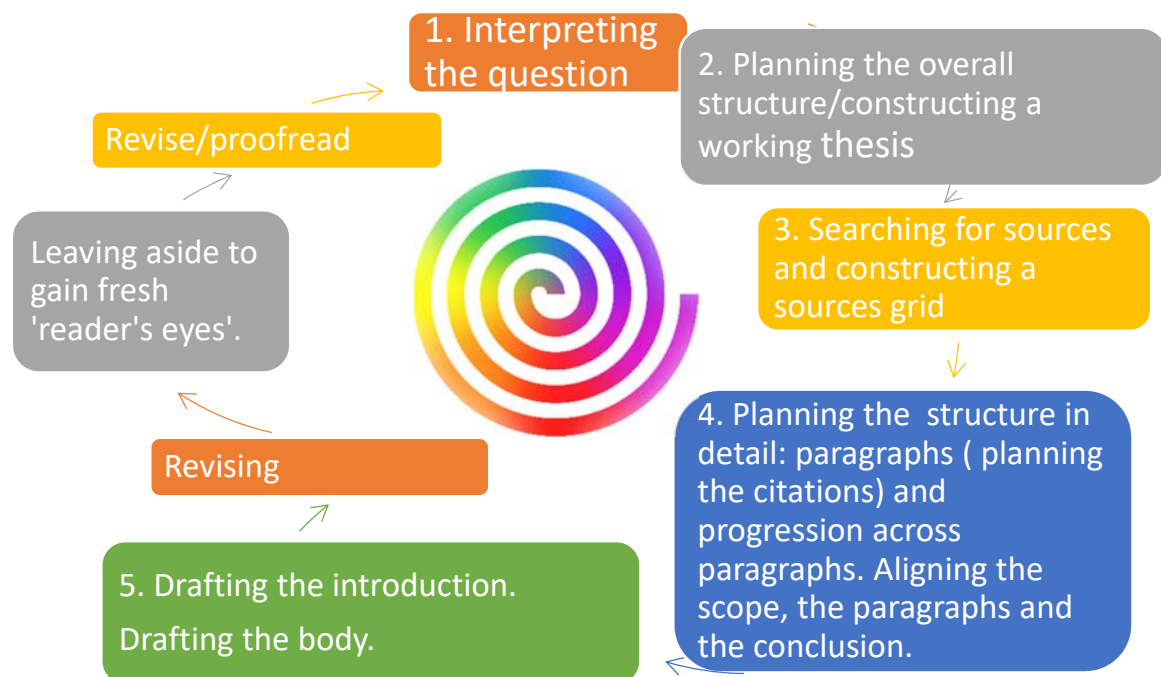 1. Interpreting
the question
2. Planning the overall
structure/constructing a
working thesis
3. Searching for sources
and constructing a
sources grid
4. Planning the  structure in
detail: paragraphs ( planning
the citations) and
progression across
paragraphs. Aligning the
scope, the paragraphs and
the conclusion.
5. Drafting the introduction.
Drafting the body.
Revising
Leaving aside to
gain fresh
'reader's eyes'.
Revise/proofread